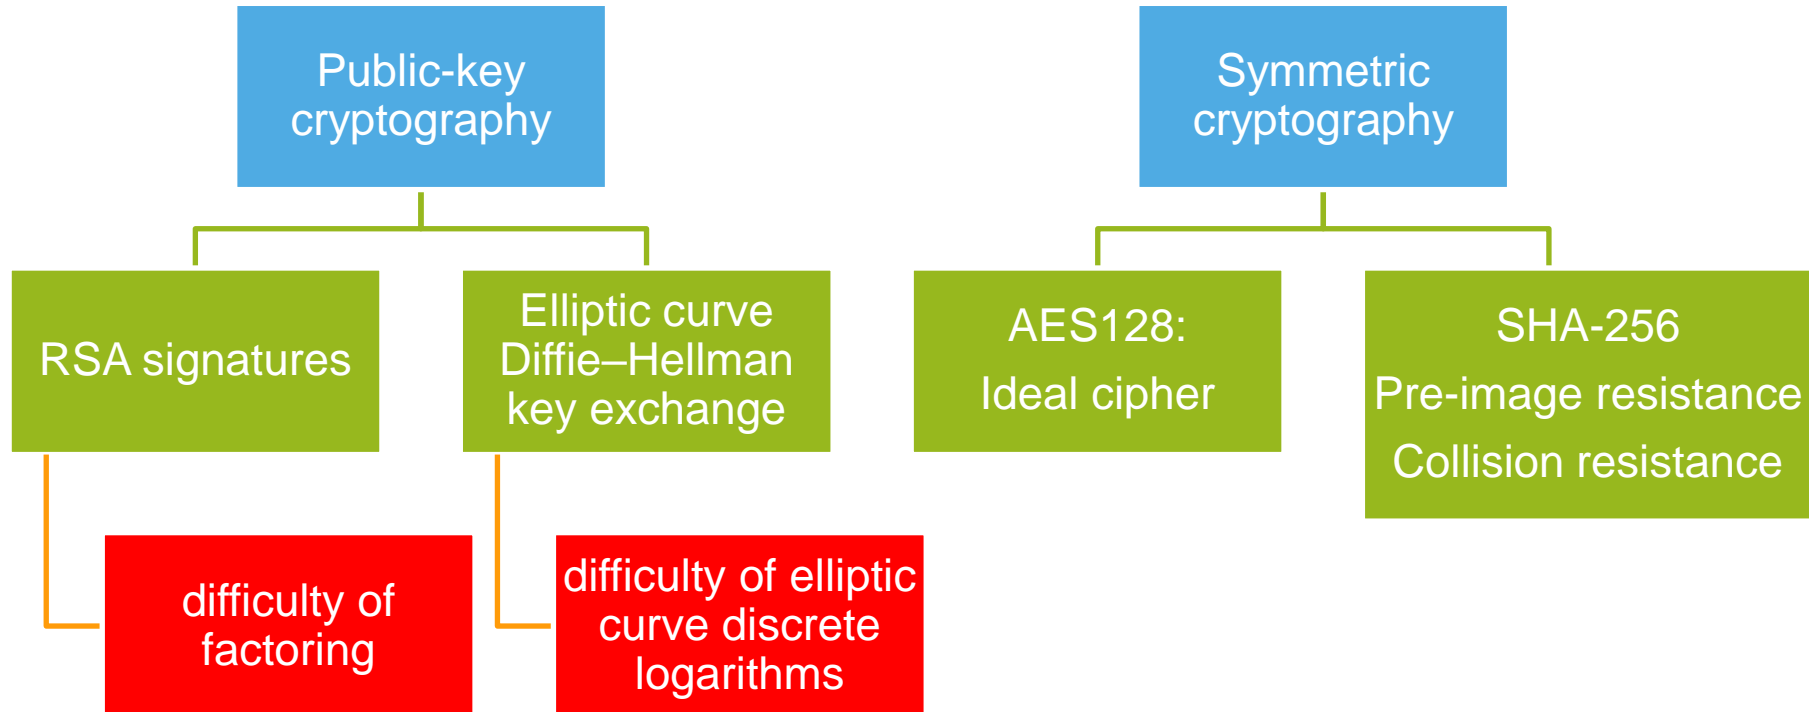 Public-key
cryptography
Symmetric
cryptography
RSA signatures
Elliptic curve
Diffie–Hellman
key exchange
AES128:
Ideal cipher
SHA-256
Pre-image resistance
Collision resistance
difficulty of
factoring
difficulty of elliptic
curve discrete
logarithms